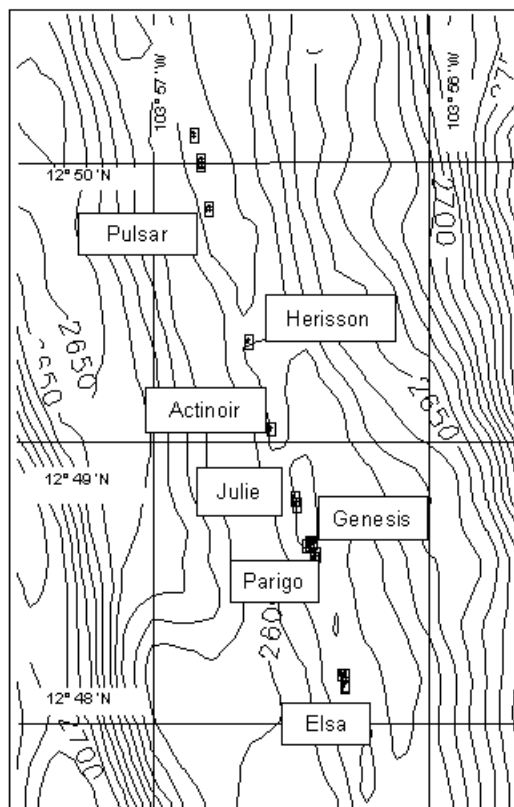 103° 57 'W
103° 56 'W
12° 50 'N
2700
Pulsar
Herisson
2650
2650
2650
Actinoir
12° 49 'N
Julie
Genesis
Parigo
260
12° 48 'N
Elsa
2700